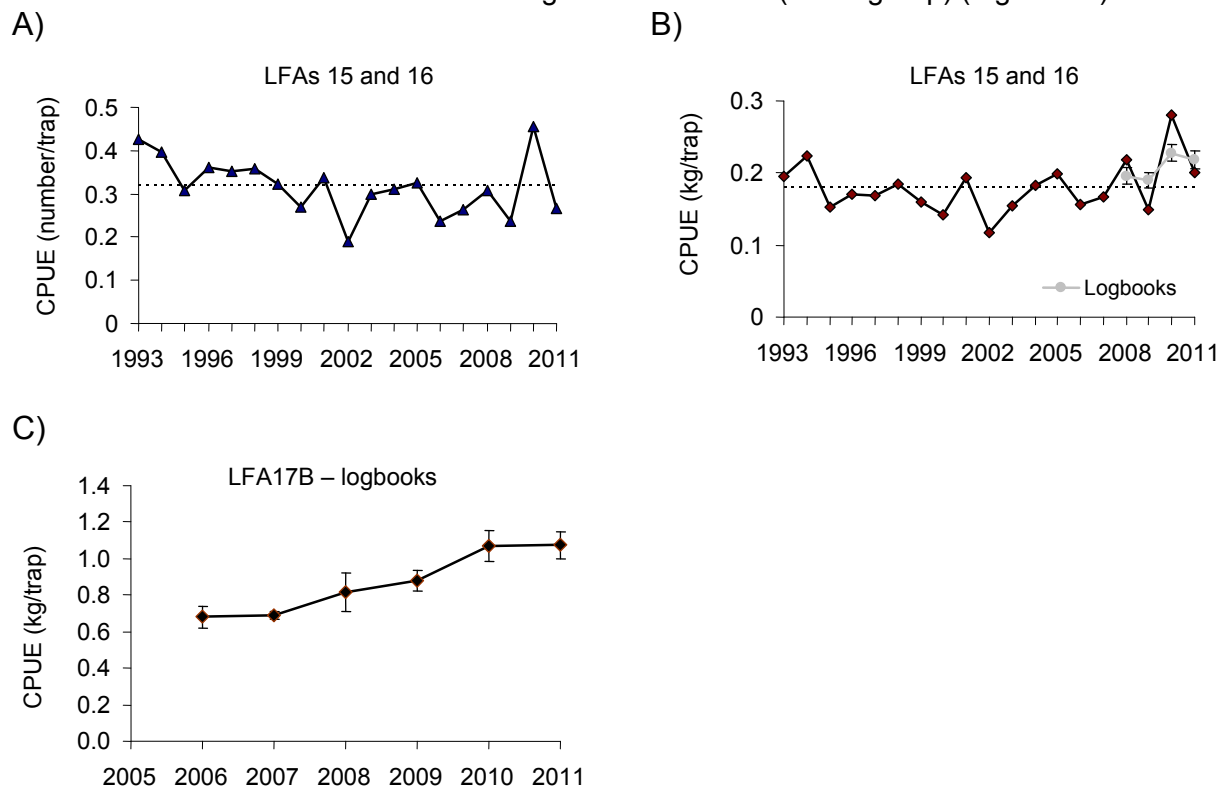 A)
LFAs 15 and 16
CPUE (number/trap)
0.5
0.4
0.3
0.2
0.1
0
1993 1996 1999 2002 2005 2008 2011
B)
LFAs 15 and 16
CPUE (kg/trap)
0.3
0.2
0.1
0
Logbooks
1993 1996 1999 2002 2005 2008 2011
C)
LFA17B – logbooks
CPUE (kg/trap)
1.4
1.2
1.0
0.8
0.6
0.4
0.2
0.0
2005 2006 2007 2008 2009 2010 2011